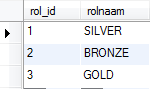 rol_id rolnaam
1 SILVER
2 BRONZE
3 GOLD